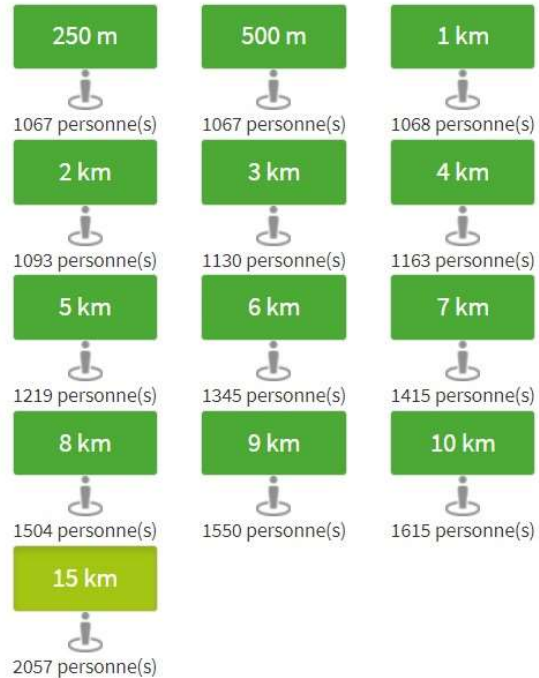 250 m 500 m 1 km
1067 personne(s) 1067 personne(s) 1068 personne(s)
2 km 3 km 4 km
1093 personne(s) 1130 personne(s) 1163 personne(s)
5 km 6 km 7 km
1219 personne(s) 1345 personne(s) 1415 personne(s)
8 km 9 km 10 km
1504 personne(s) 1550 personne(s) 1615 personne(s)
15 km
2057 personne(s)